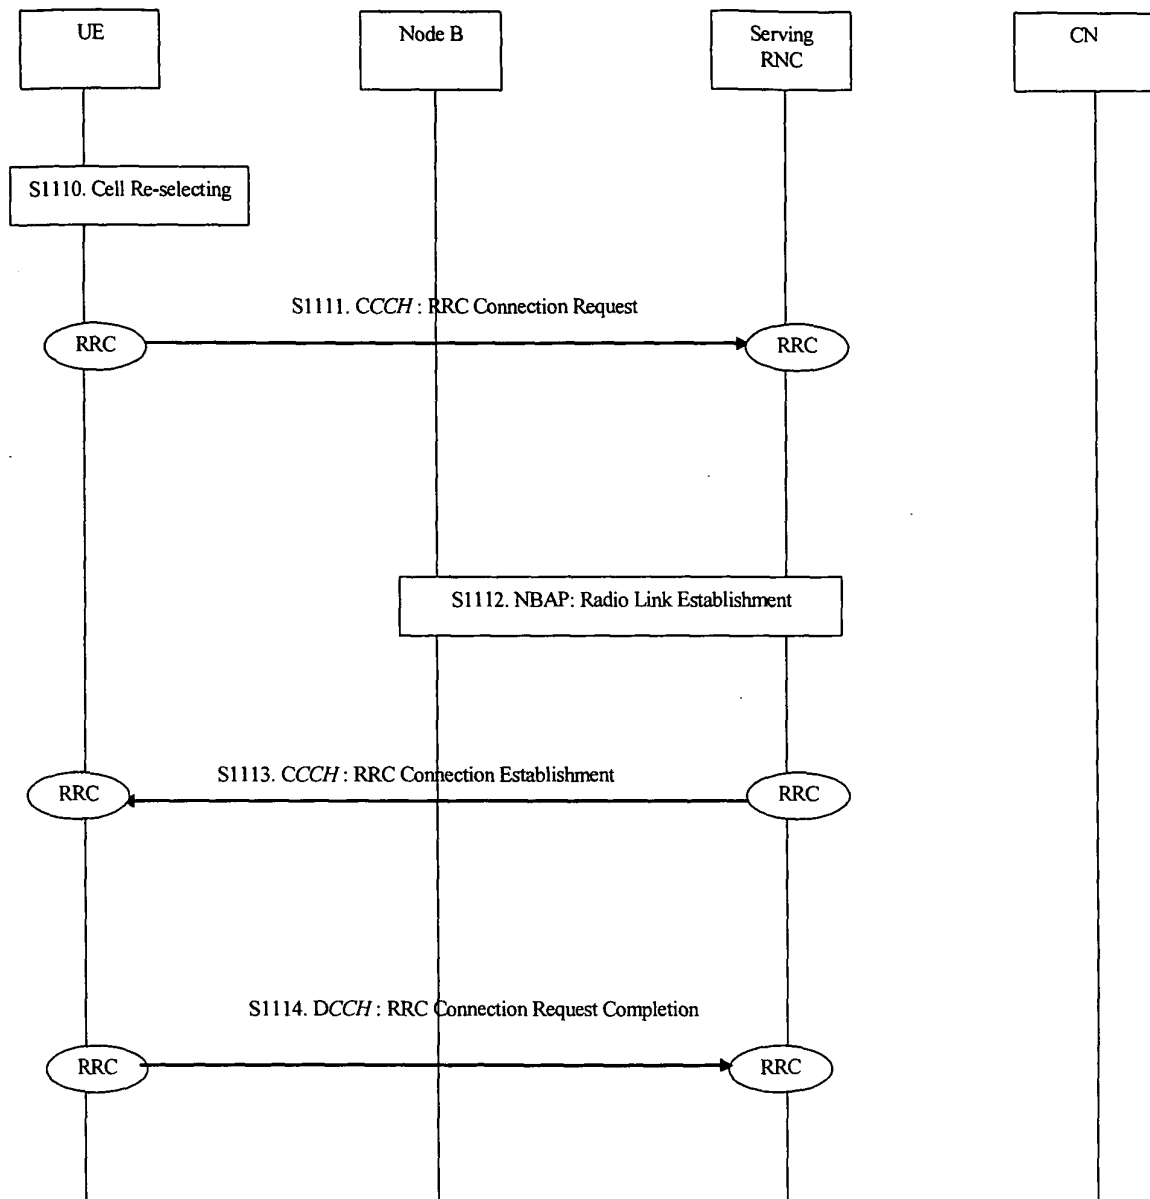 UE
Node B
Serving
RNC
CN
S1110. Cell Re-selecting
S1111. CCCH : RRC Connection Request
RRC
RRC
S1112. NBAP: Radio Link Establishment
S1113. CCCH : RRC Connection Establishment
RRC
RRC
S1114. DCCH : RRC Connection Request Completion
RRC
RRC